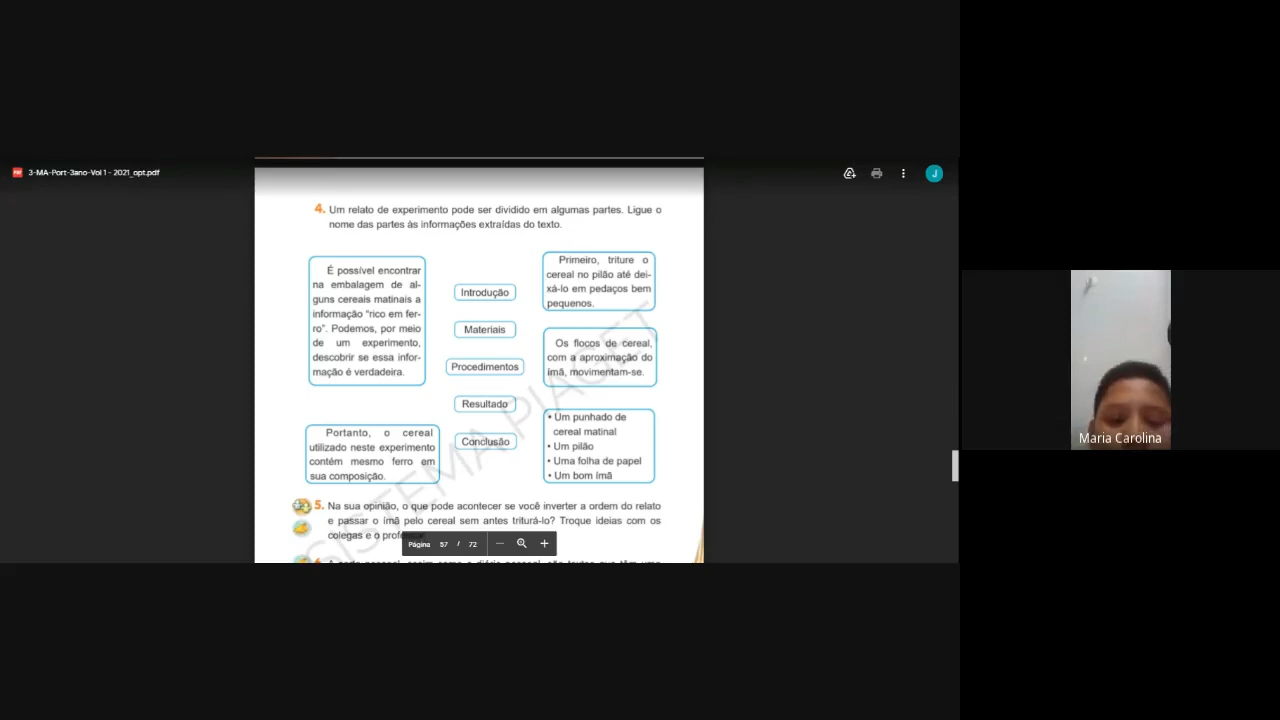 3-MA-Port-3ano-Vol 1 - 2021_opt.pdf
J
4. Um relato de experimento pode ser dividido em algumas partes. Ligue o
nome das partes às informações extraídas do texto.
É possível encontrar
na embalagem de al-
guns cereais matinais a
informação "rico em fer-
ro". Podemos, por meio
de um experimento,
descobrir se essa infor-
mação é verdadeira.
Portanto, o cereal
utilizado neste experimento
contém mesmo ferro em
sua composição.
Introdução
Materiais
Procedimentos
Resultado
Conclusão
Primeiro, triture o
cereal no pilão até dei-
xá-lo em pedaços bem
pequenos.
Os flocos de cereal,
com a aproximação do
ímã, movimentam-se.
• Um punhado de
cereal matinal
• Um pilão
• Uma folha de papel
• Um bom ímã
5. Na sua opinião, o que pode acontecer se você inverter a ordem do relato
e passar o ímã pelo cereal sem antes triturá-lo? Troque ideias com os
colegas e o
SISTEMA PIAGET
Página 57 / 72
Maria Carolina